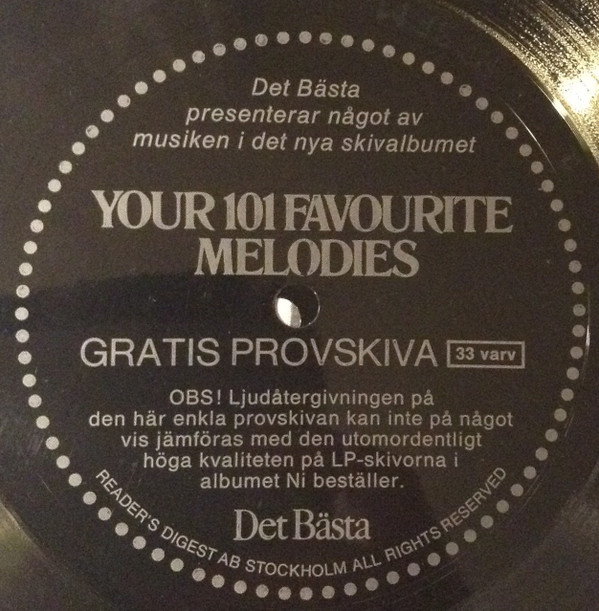 Det Bästa
presenterar något av
musiken i det nya skivalbumet
YOUR 101 FAVOURITE
MELODIES
GRATIS PROVSKIVA 33 varv
OBS! Ljudåtergivningen på
den här enkla provskivan kan inte på något
vis jämföras med den utomordentligt
höga kvaliteten på LP-skivorna i
albumet Ni beställer.
Det Bästa
READER'S DIGEST AB STOCKHOLM ALL RIGHTS RESERVED